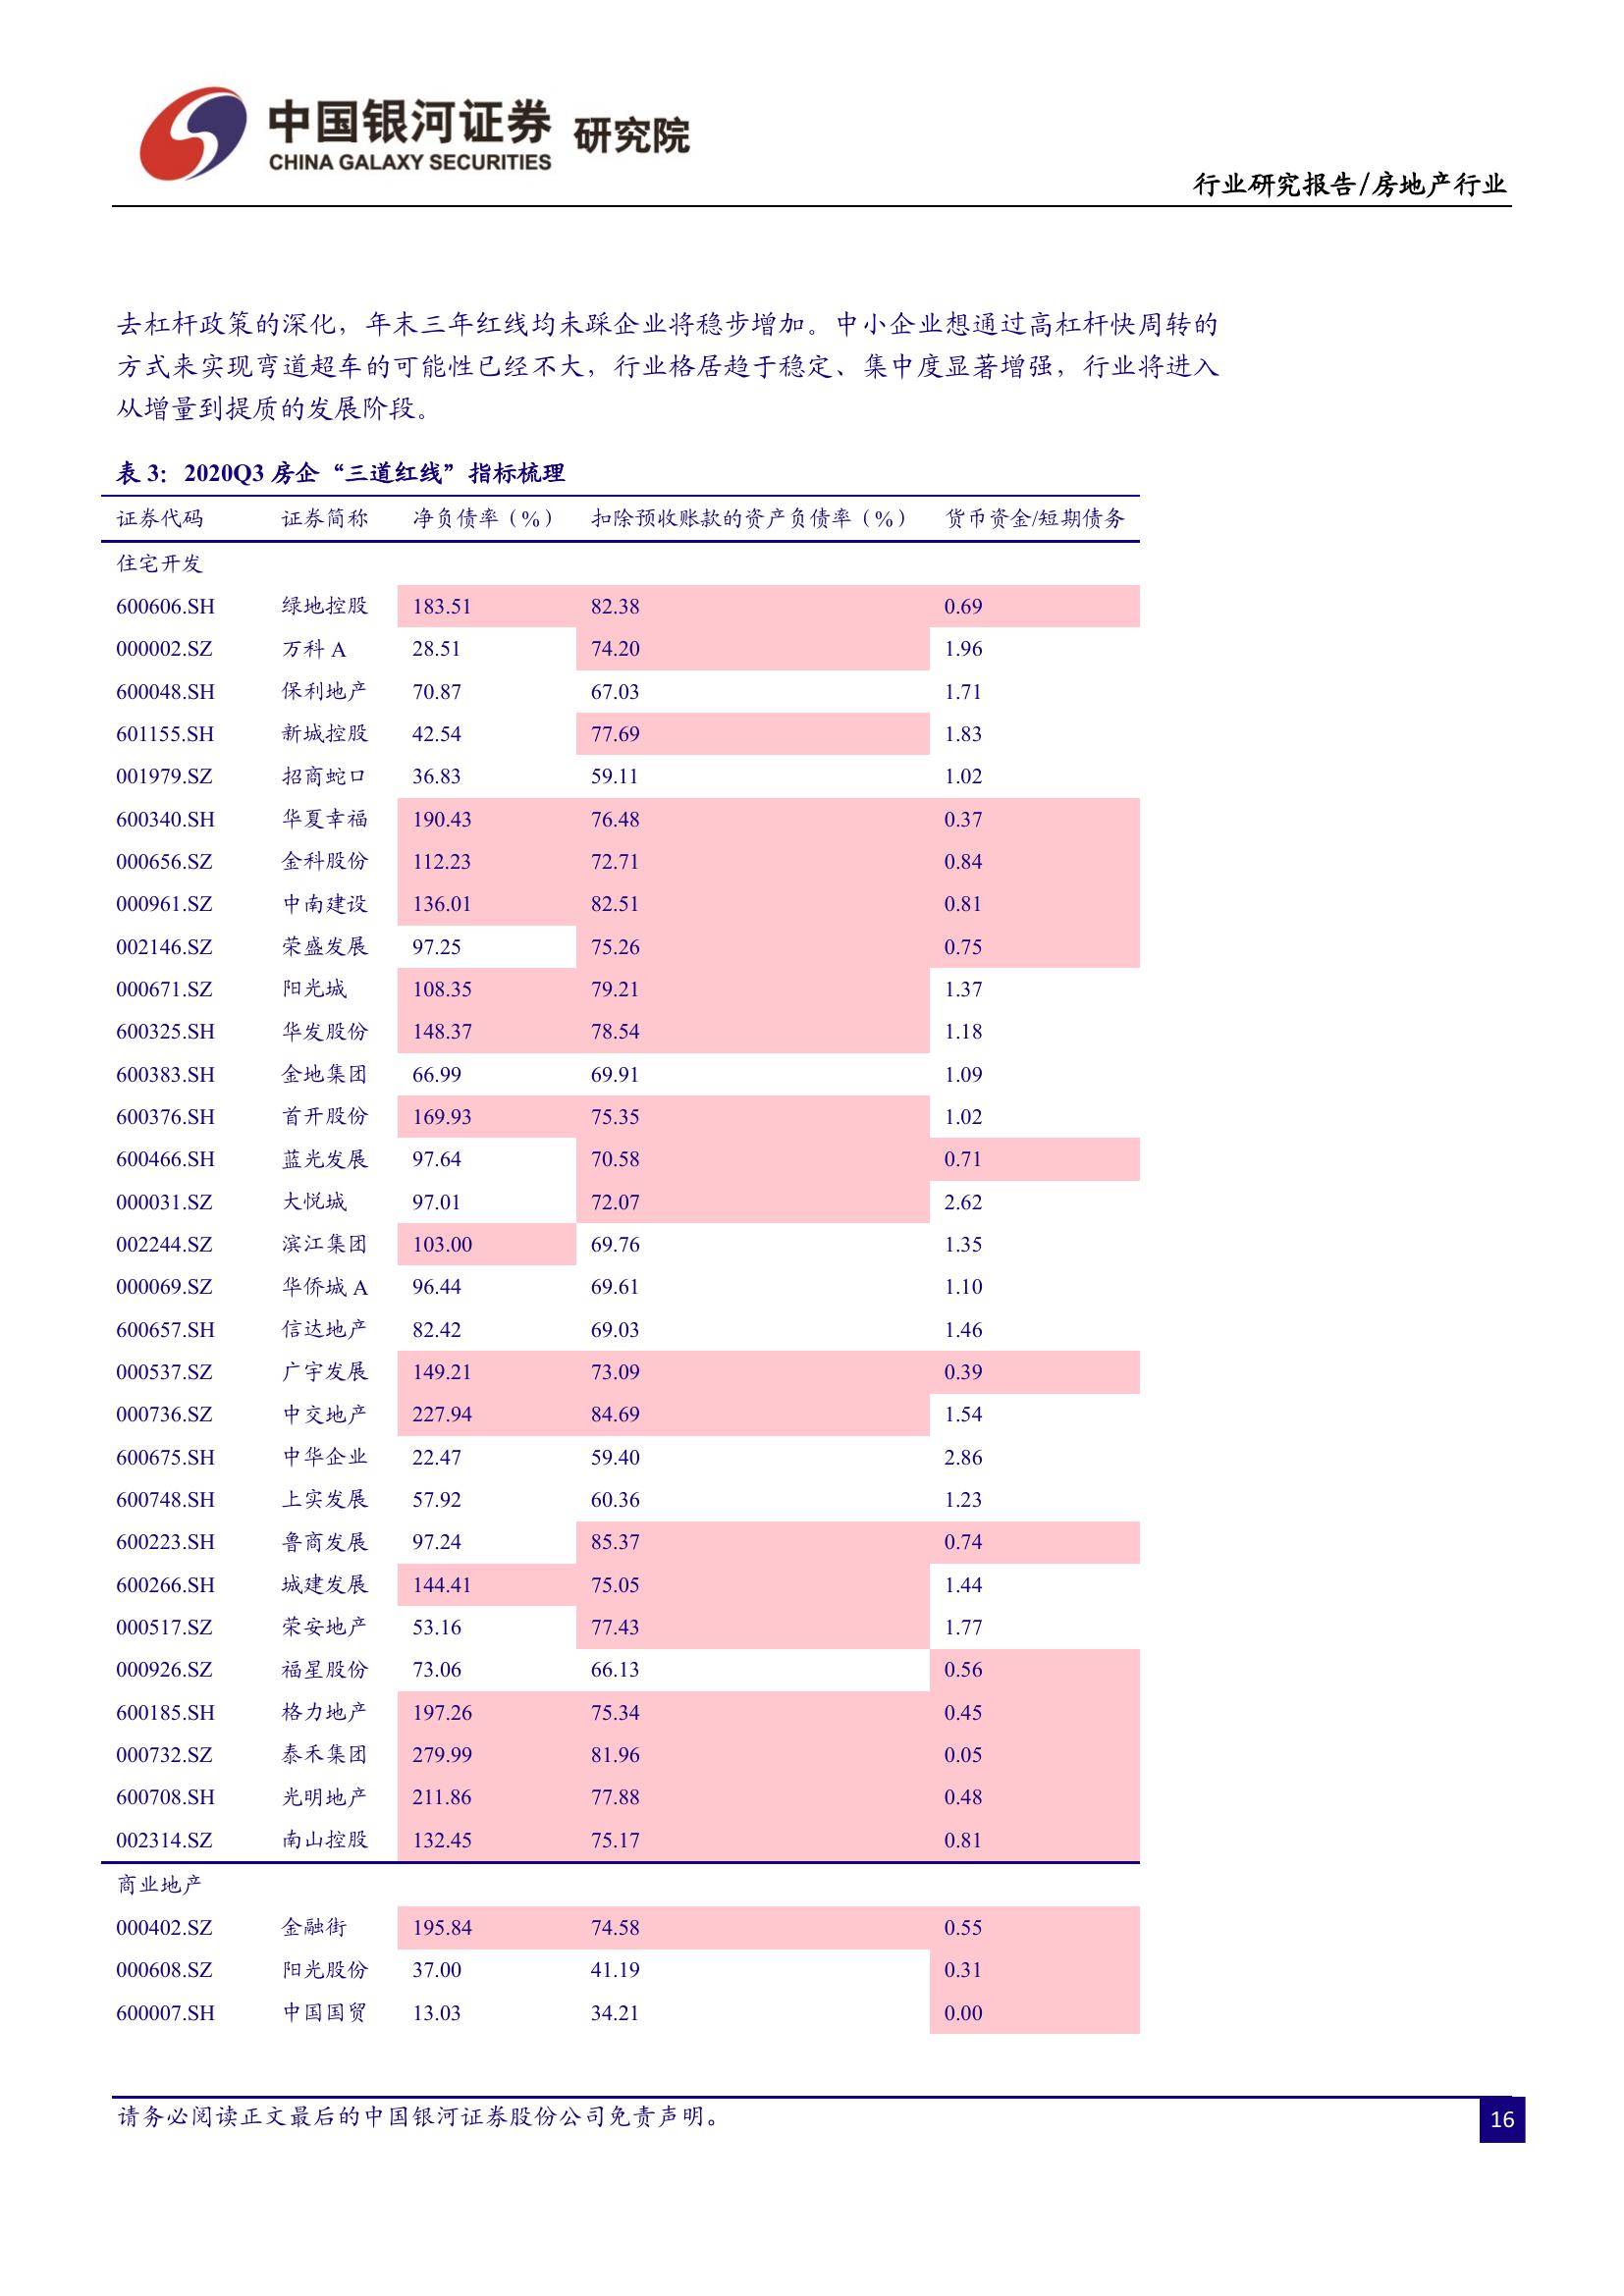 中国银河证券 研究院
CHINA GALAXY SECURITIES
行业研究报告/房地产行业
去杠杆政策的深化，年末三年红线均未踩企业将稳步增加。中小企业想通过高杠杆快周转的
方式来实现弯道超车的可能性已经不大，行业格居趋于稳定、集中度显著增强，行业将进入
从增量到提质的发展阶段。
表 3： 2020Q3 房企“三道红线”指标梳理
证券代码 证券简称 净负债率（%） 扣除预收账款的资产负债率（%） 货币资金/短期债务
住宅开发
600606.SH 绿地控股 183.51 82.38 0.69
000002.SZ 万科 A 28.51 74.20 1.96
600048.SH 保利地产 70.87 67.03 1.71
601155.SH 新城控股 42.54 77.69 1.83
001979.SZ 招商蛇口 36.83 59.11 1.02
600340.SH 华夏幸福 190.43 76.48 0.37
000656.SZ 金科股份 112.23 72.71 0.84
000961.SZ 中南建设 136.01 82.51 0.81
002146.SZ 荣盛发展 97.25 75.26 0.75
000671.SZ 阳光城 108.35 79.21 1.37
600325.SH 华发股份 148.37 78.54 1.18
600383.SH 金地集团 66.99 69.91 1.09
600376.SH 首开股份 169.93 75.35 1.02
600466.SH 蓝光发展 97.64 70.58 0.71
000031.SZ 大悦城 97.01 72.07 2.62
002244.SZ 滨江集团 103.00 69.76 1.35
000069.SZ 华侨城 A 96.44 69.61 1.10
600657.SH 信达地产 82.42 69.03 1.46
000537.SZ 广宇发展 149.21 73.09 0.39
000736.SZ 中交地产 227.94 84.69 1.54
600675.SH 中华企业 22.47 59.40 2.86
600748.SH 上实发展 57.92 60.36 1.23
600223.SH 鲁商发展 97.24 85.37 0.74
600266.SH 城建发展 144.41 75.05 1.44
000517.SZ 荣安地产 53.16 77.43 1.77
000926.SZ 福星股份 73.06 66.13 0.56
600185.SH 格力地产 197.26 75.34 0.45
000732.SZ 泰禾集团 279.99 81.96 0.05
600708.SH 光明地产 211.86 77.88 0.48
002314.SZ 南山控股 132.45 75.17 0.81
商业地产
000402.SZ 金融街 195.84 74.58 0.55
000608.SZ 阳光股份 37.00 41.19 0.31
600007.SH 中国国贸 13.03 34.21 0.00
请务必阅读正文最后的中国银河证券股份公司免责声明。
16